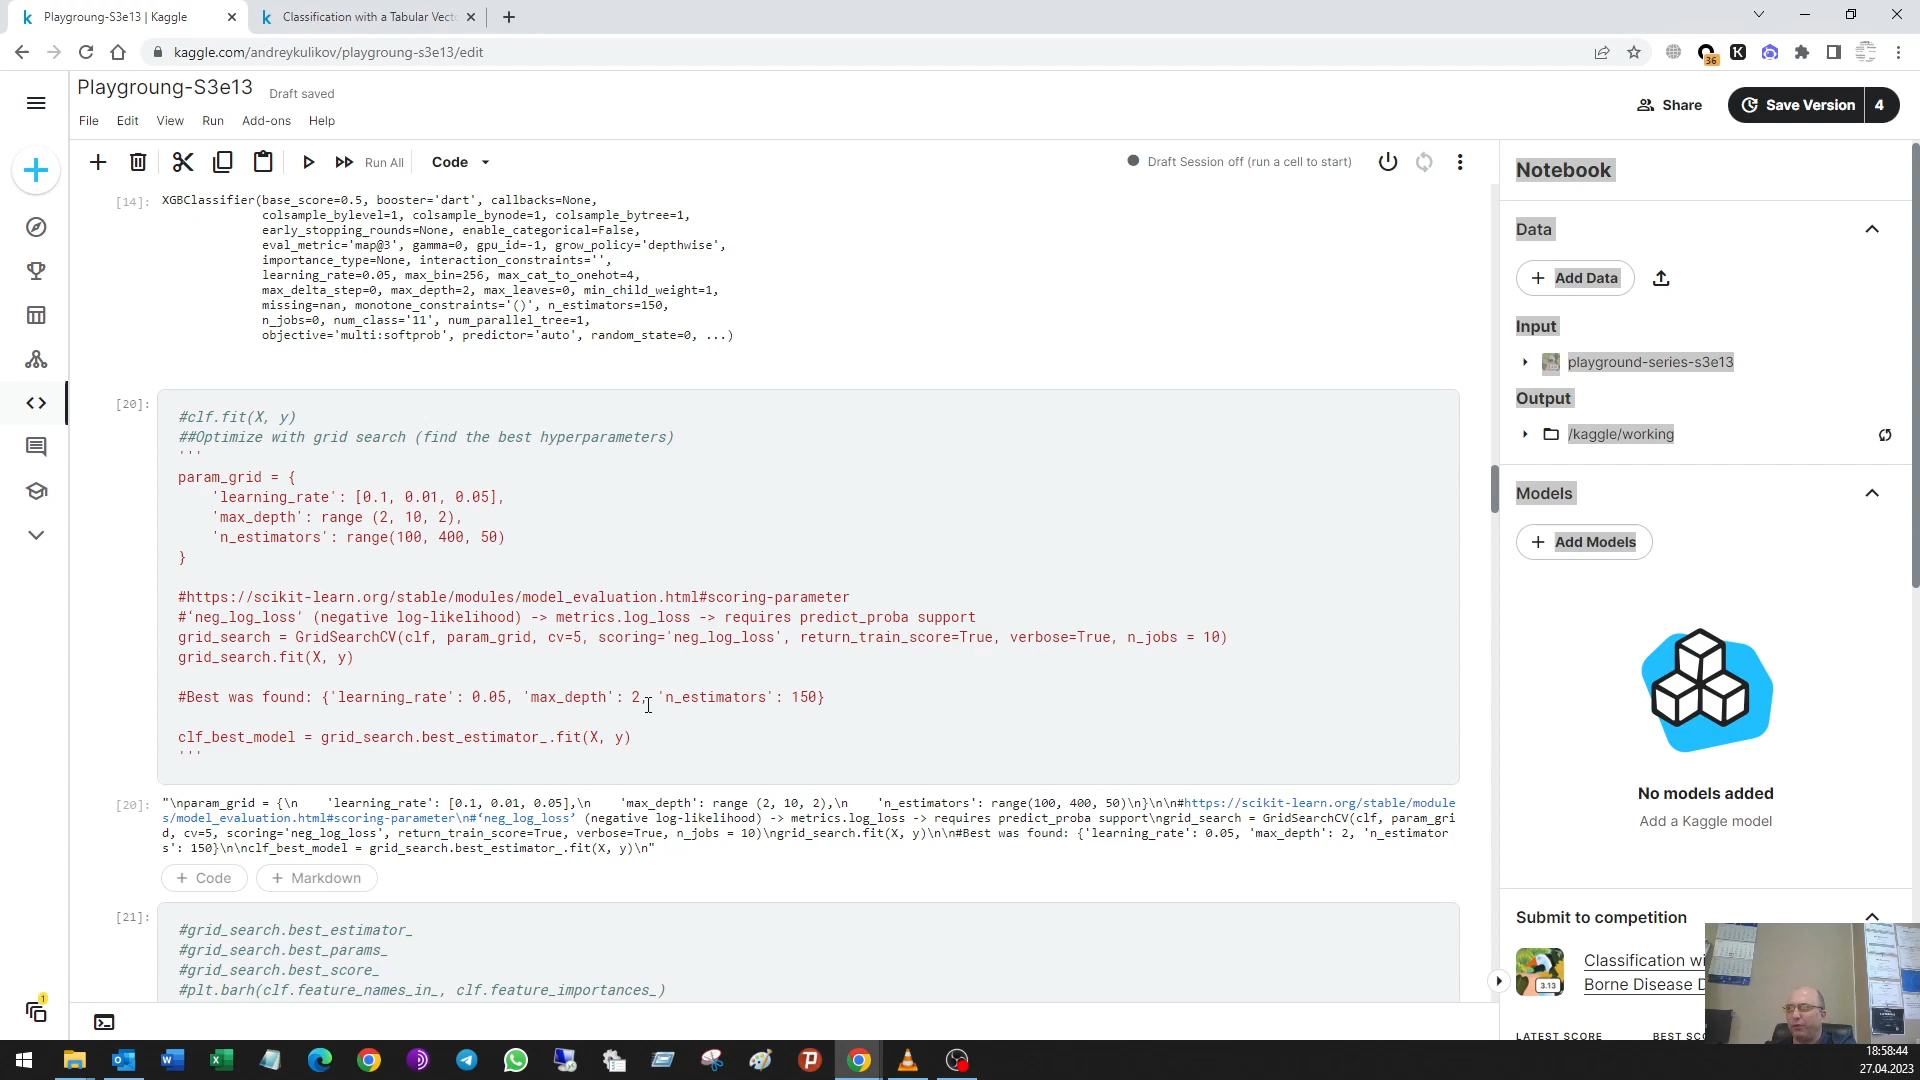 Playgroung-S3e13 | Kaggle
Classification with a Tabular Vect
kaggle.com/andreykulikov/playgroung-s3e13/edit
36
Playgroung-S3e13
Draft saved
Share
Save Version
4
File
Edit
View
Run
Add-ons
Help
Run All
Code
Draft Session off (run a cell to start)
[14]:
XGBClassifier(base_score=0.5, booster='dart', callbacks=None,
colsample_bylevel=1, colsample_bynode=1, colsample_bytree=1,
early_stopping_rounds=None, enable_categorical=False,
eval_metric='map@3', gamma=0, gpu_id=-1, grow_policy='depthwise',
importance_type=None, interaction_constraints='',
learning_rate=0.05, max_bin=256, max_cat_to_onehot=4,
max_delta_step=0, max_depth=2, max_leaves=0, min_child_weight=1,
missing=nan, monotone_constraints='()', n_estimators=150,
n_jobs=0, num_class='11', num_parallel_tree=1,
objective='multi:softprob', predictor='auto', random_state=0, ...)
[20]:
#clf.fit(X, y)
##Optimize with grid search (find the best hyperparameters)
'''
param_grid = {
'learning_rate': [0.1, 0.01, 0.05],
'max_depth': range (2, 10, 2),
'n_estimators': range(100, 400, 50)
}
#https://scikit-learn.org/stable/modules/model_evaluation.html#scoring-parameter
#‘neg_log_loss’ (negative log-likelihood) -> metrics.log_loss -> requires predict_proba support
grid_search = GridSearchCV(clf, param_grid, cv=5, scoring='neg_log_loss', return_train_score=True, verbose=True, n_jobs = 10)
grid_search.fit(X, y)
#Best was found: {'learning_rate': 0.05, 'max_depth': 2, 'n_estimators': 150}
clf_best_model = grid_search.best_estimator_.fit(X, y)
'''
[20]:
"\nparam_grid = {\n    'learning_rate': [0.1, 0.01, 0.05],\n    'max_depth': range (2, 10, 2),\n    'n_estimators': range(100, 400, 50)\n}\n\n#https://scikit-learn.org/stable/module
s/model_evaluation.html#scoring-parameter\n#‘neg_log_loss’ (negative log-likelihood) -> metrics.log_loss -> requires predict_proba support\ngrid_search = GridSearchCV(clf, param_gri
d, cv=5, scoring='neg_log_loss', return_train_score=True, verbose=True, n_jobs = 10)\ngrid_search.fit(X, y)\n\n#Best was found: {'learning_rate': 0.05, 'max_depth': 2, 'n_estimator
s': 150}\n\nclf_best_model = grid_search.best_estimator_.fit(X, y)\n"
+ Code
+ Markdown
[21]:
#grid_search.best_estimator_
#grid_search.best_params_
#grid_search.best_score_
#plt.barh(clf.feature_names_in_, clf.feature_importances_)
Notebook
Data
+ Add Data
Input
playground-series-s3e13
Output
/kaggle/working
Models
+ Add Models
No models added
Add a Kaggle model
Submit to competition
3.13
Classification wi
Borne Disease
LATEST SCORE
BEST SC
1
18:58:44
27.04.2023